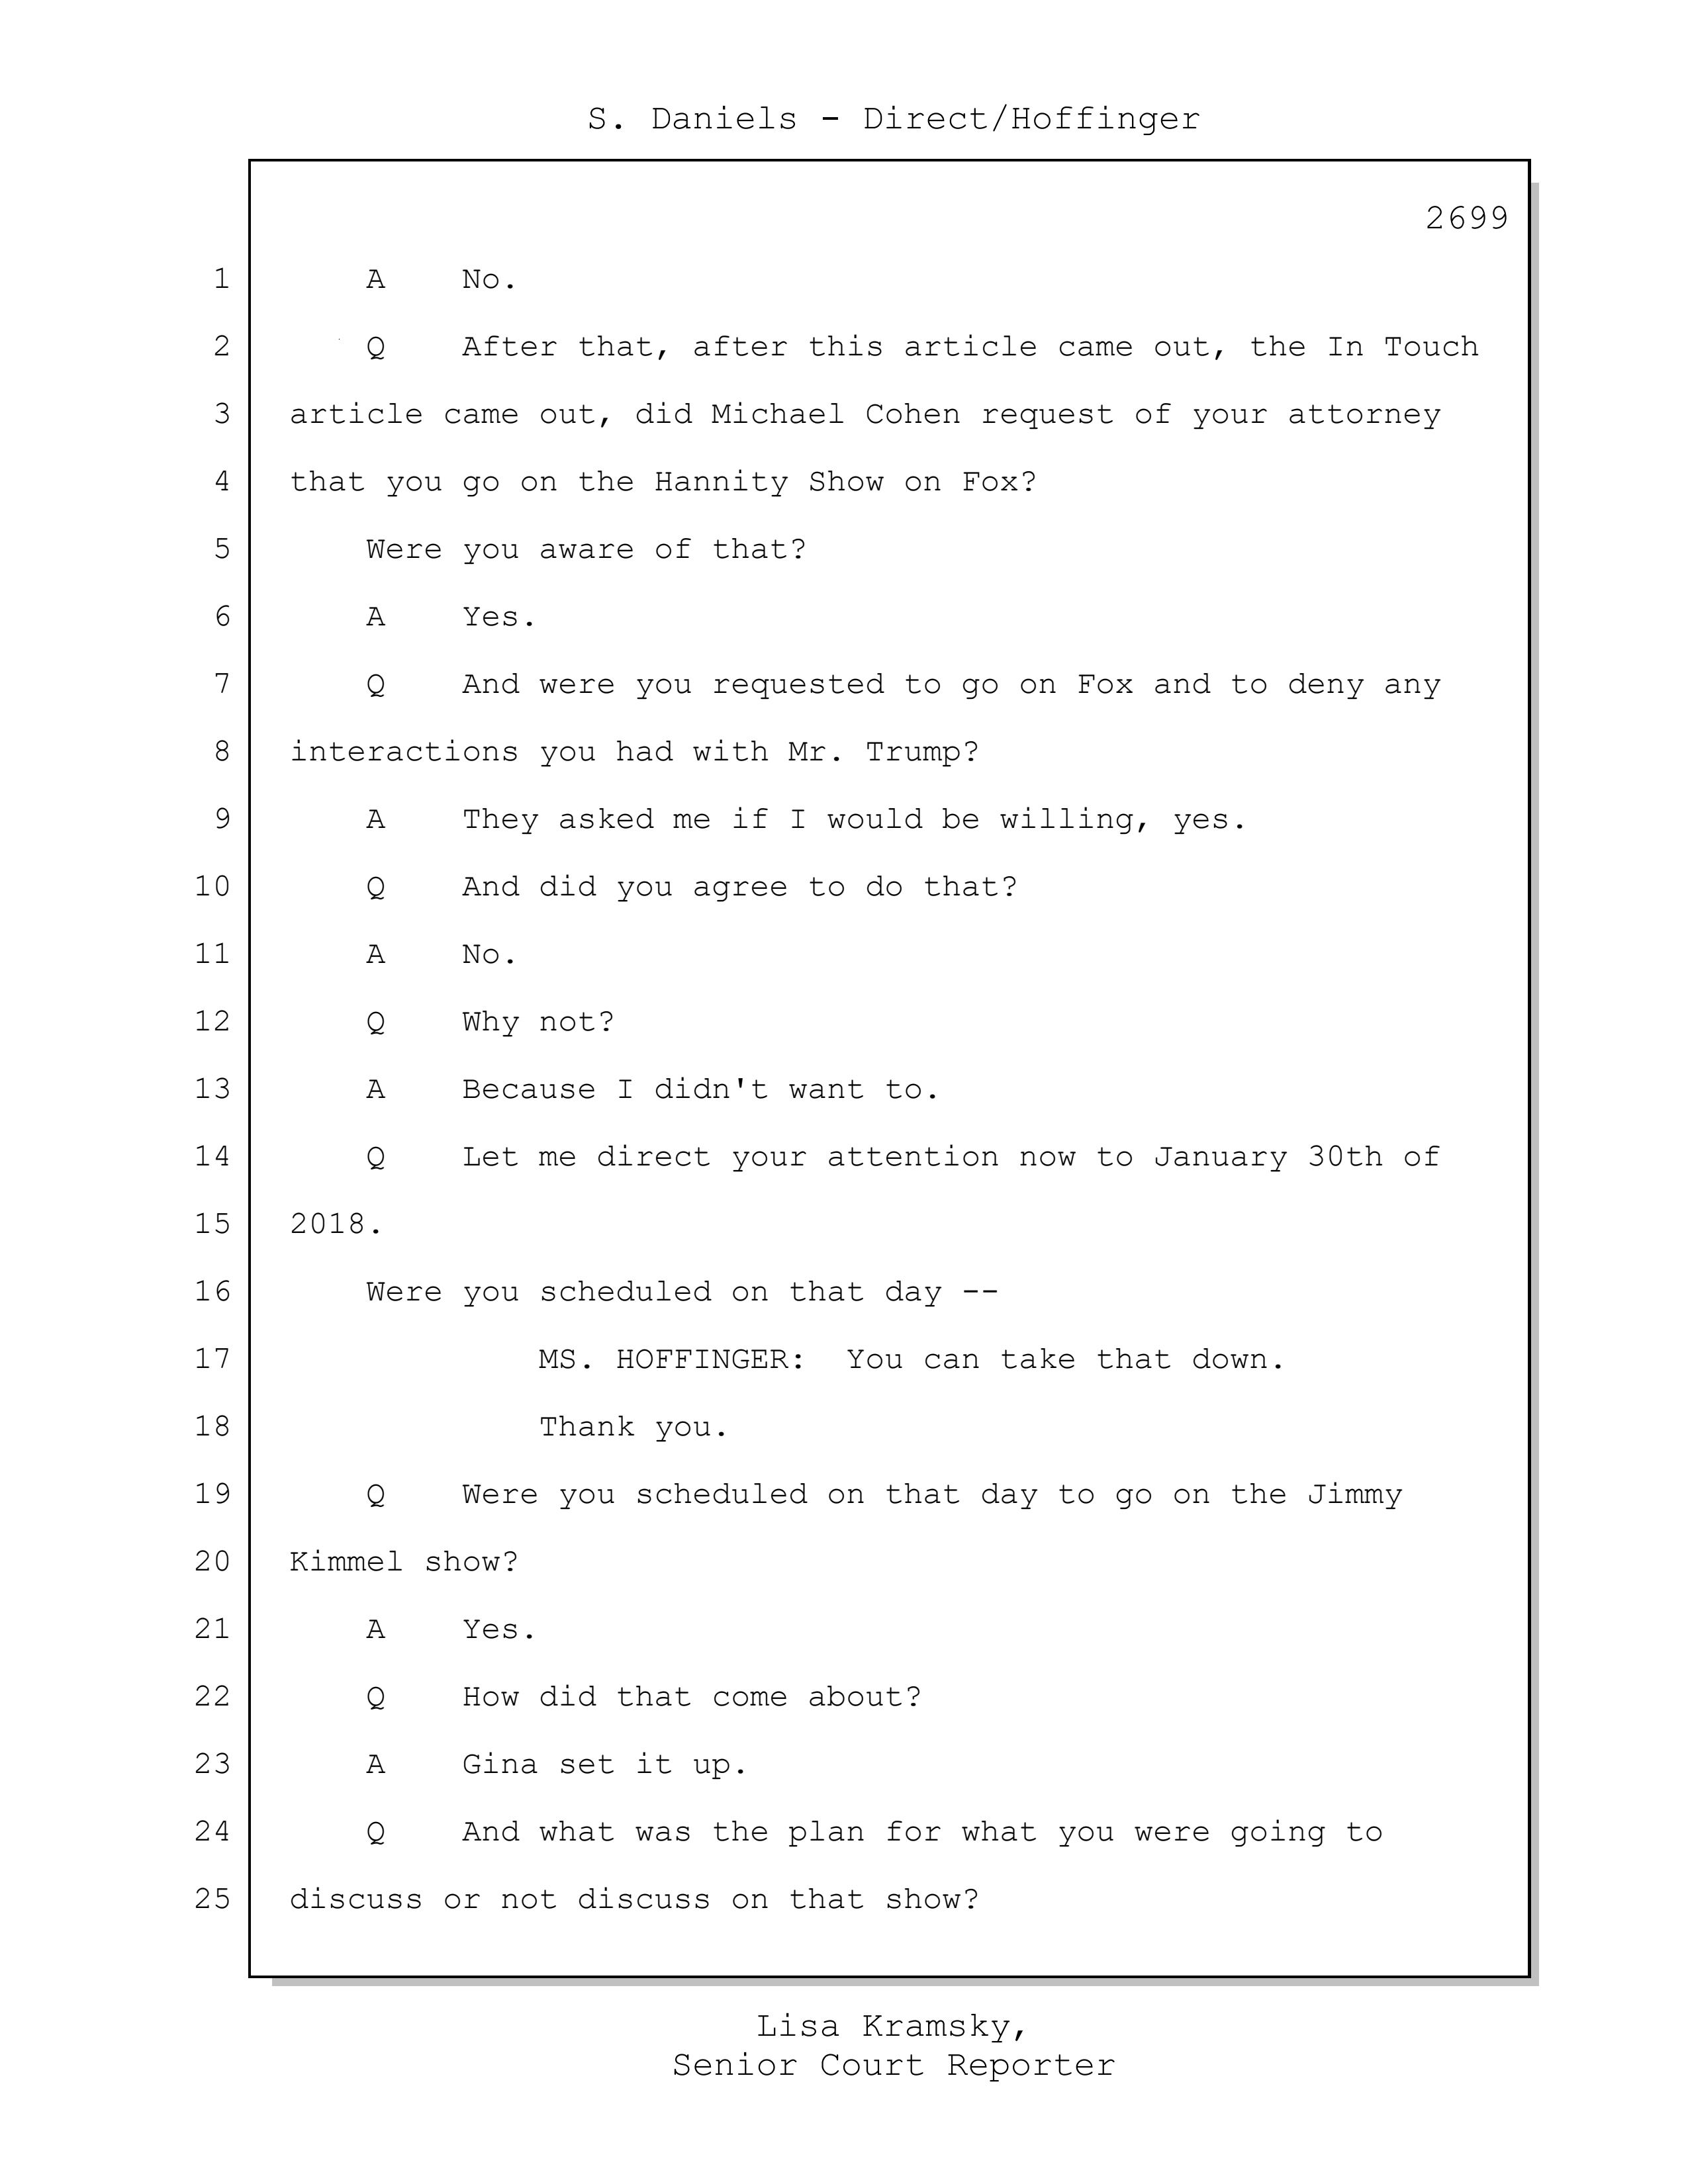 S. Daniels - Direct/Hoffinger
2699
1 A No.
2 Q After that, after this article came out, the In Touch
3 article came out, did Michael Cohen request of your attorney
4 that you go on the Hannity Show on Fox?
5 Were you aware of that?
6 A Yes.
7 Q And were you requested to go on Fox and to deny any
8 interactions you had with Mr. Trump?
9 A They asked me if I would be willing, yes.
10 Q And did you agree to do that?
11 A No.
12 Q Why not?
13 A Because I didn't want to.
14 Q Let me direct your attention now to January 30th of
15 2018.
16 Were you scheduled on that day --
17 MS. HOFFINGER: You can take that down.
18 Thank you.
19 Q Were you scheduled on that day to go on the Jimmy
20 Kimmel show?
21 A Yes.
22 Q How did that come about?
23 A Gina set it up.
24 Q And what was the plan for what you were going to
25 discuss or not discuss on that show?
Lisa Kramsky,
Senior Court Reporter